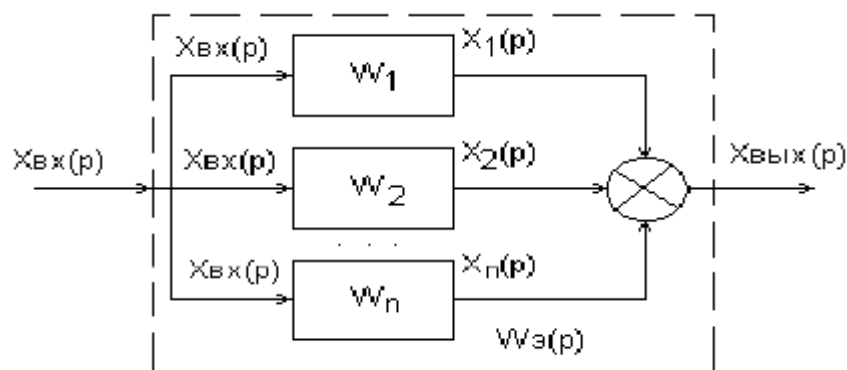 Xвх(p) X₁(p)
W₁
Xвх(p) Xвх(p) X₂(p) Xвых(p)
W₂
. . .
Xвх(p) Xₙ(p)
Wₙ
Wэ(p)